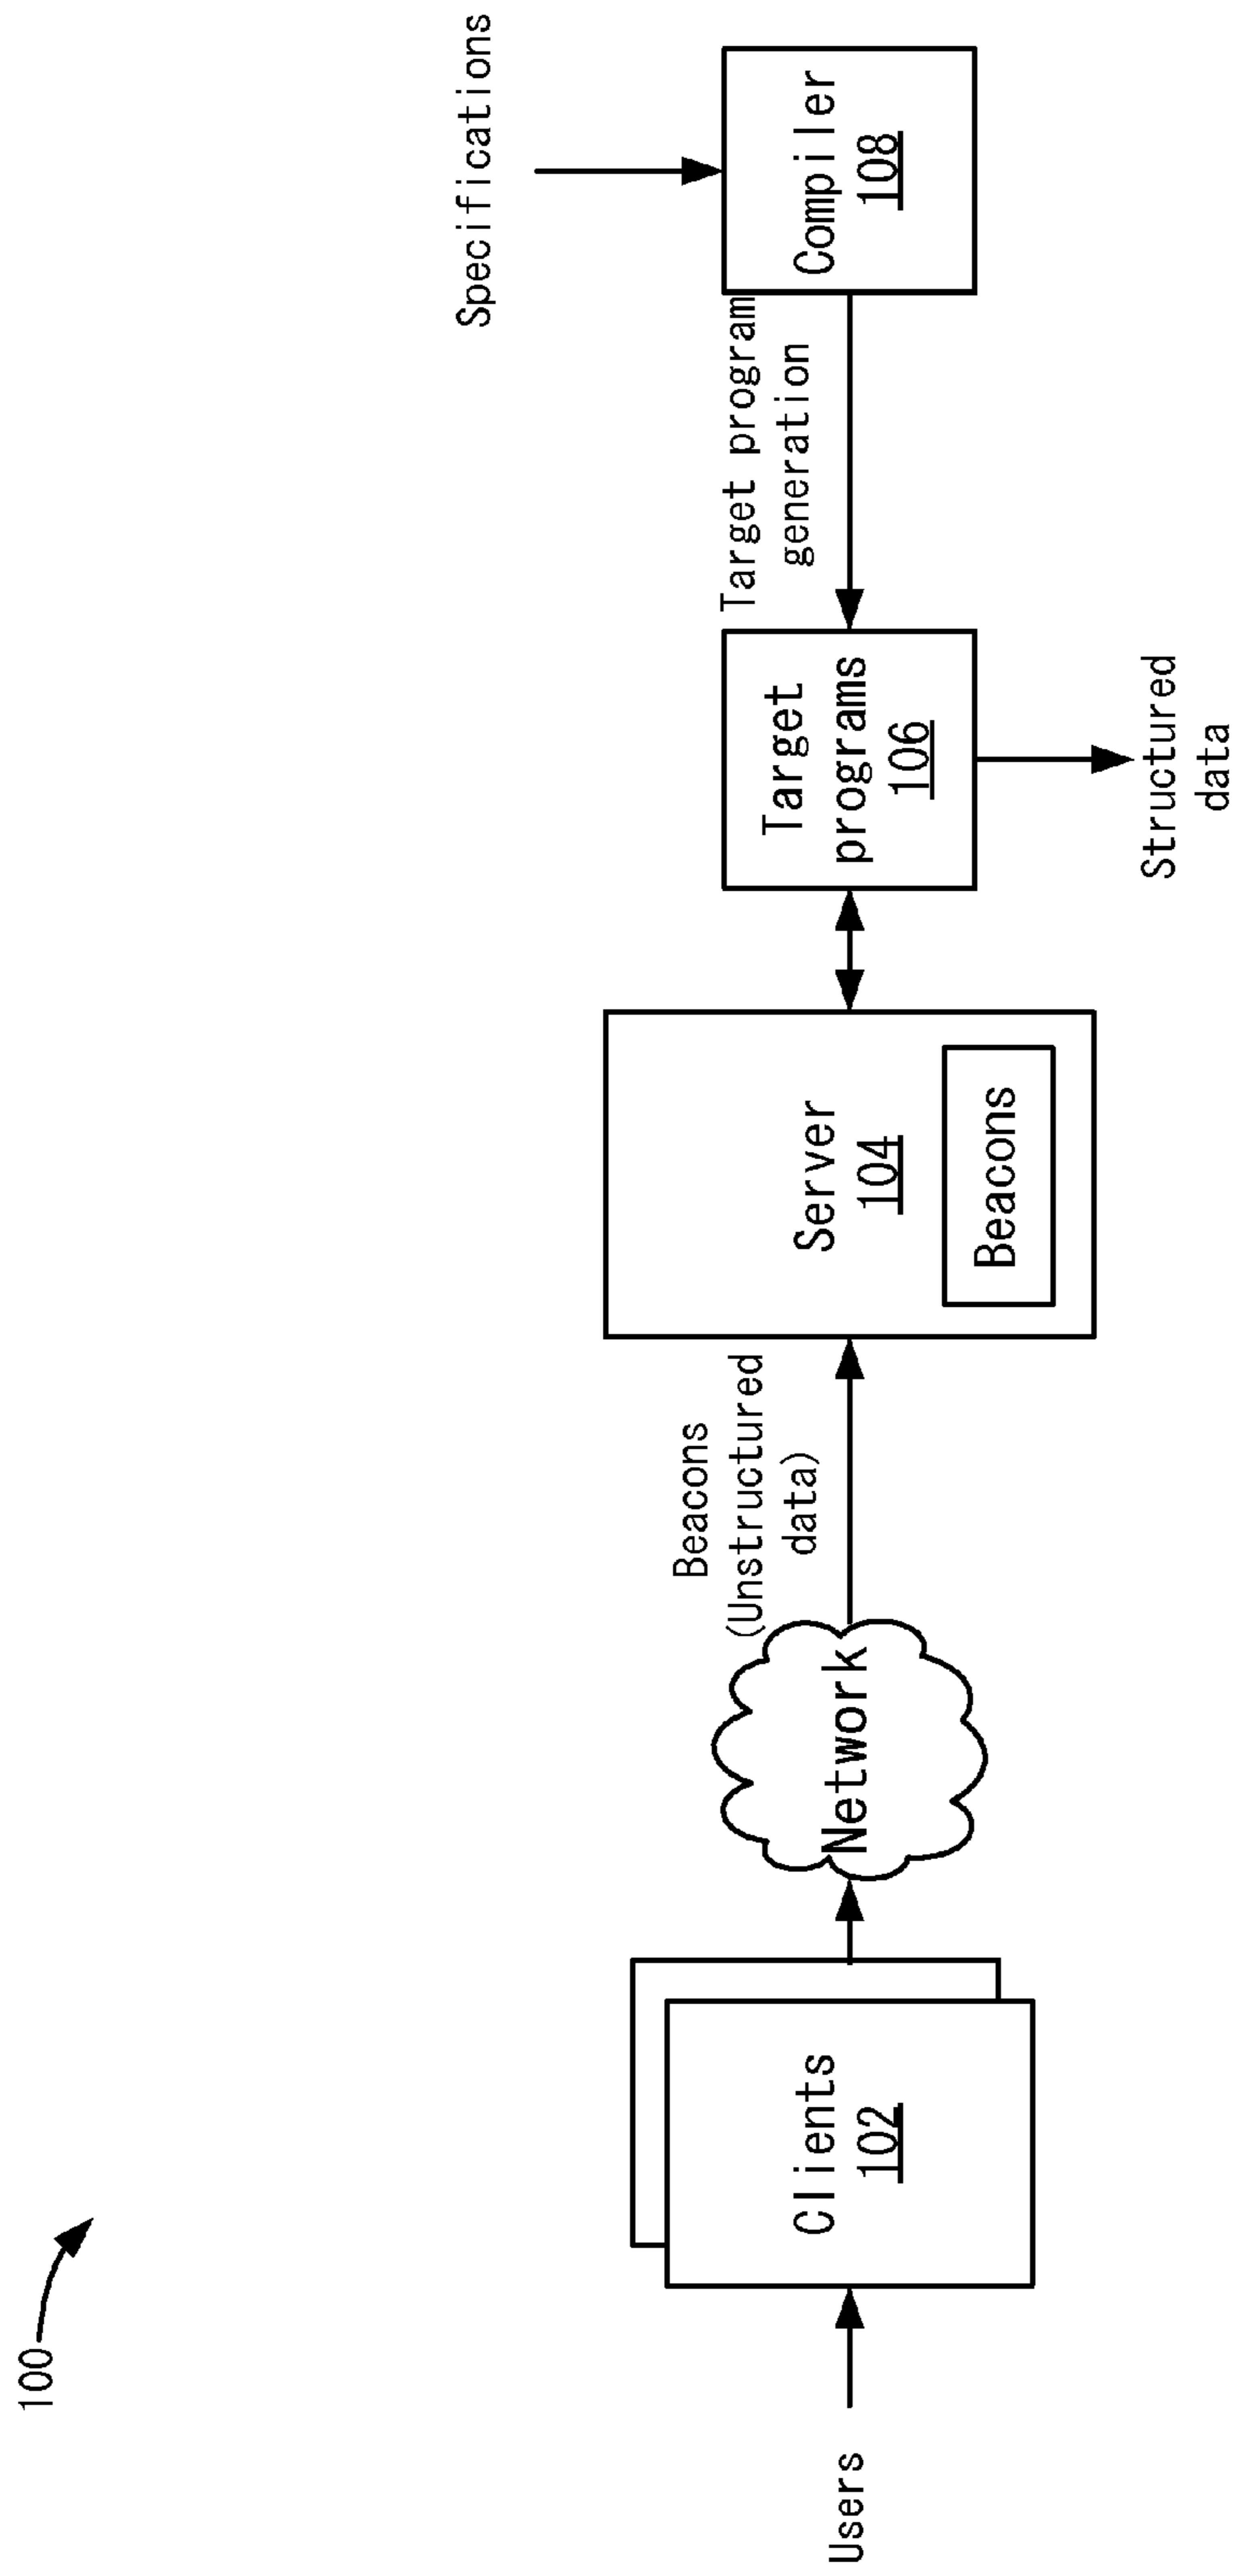 100
Users
Clients
102
Network
Beacons
(Unstructured
data)
Server
104
Beacons
Target
programs
106
Structured
data
Target program
generation
Specifications
Compiler
108